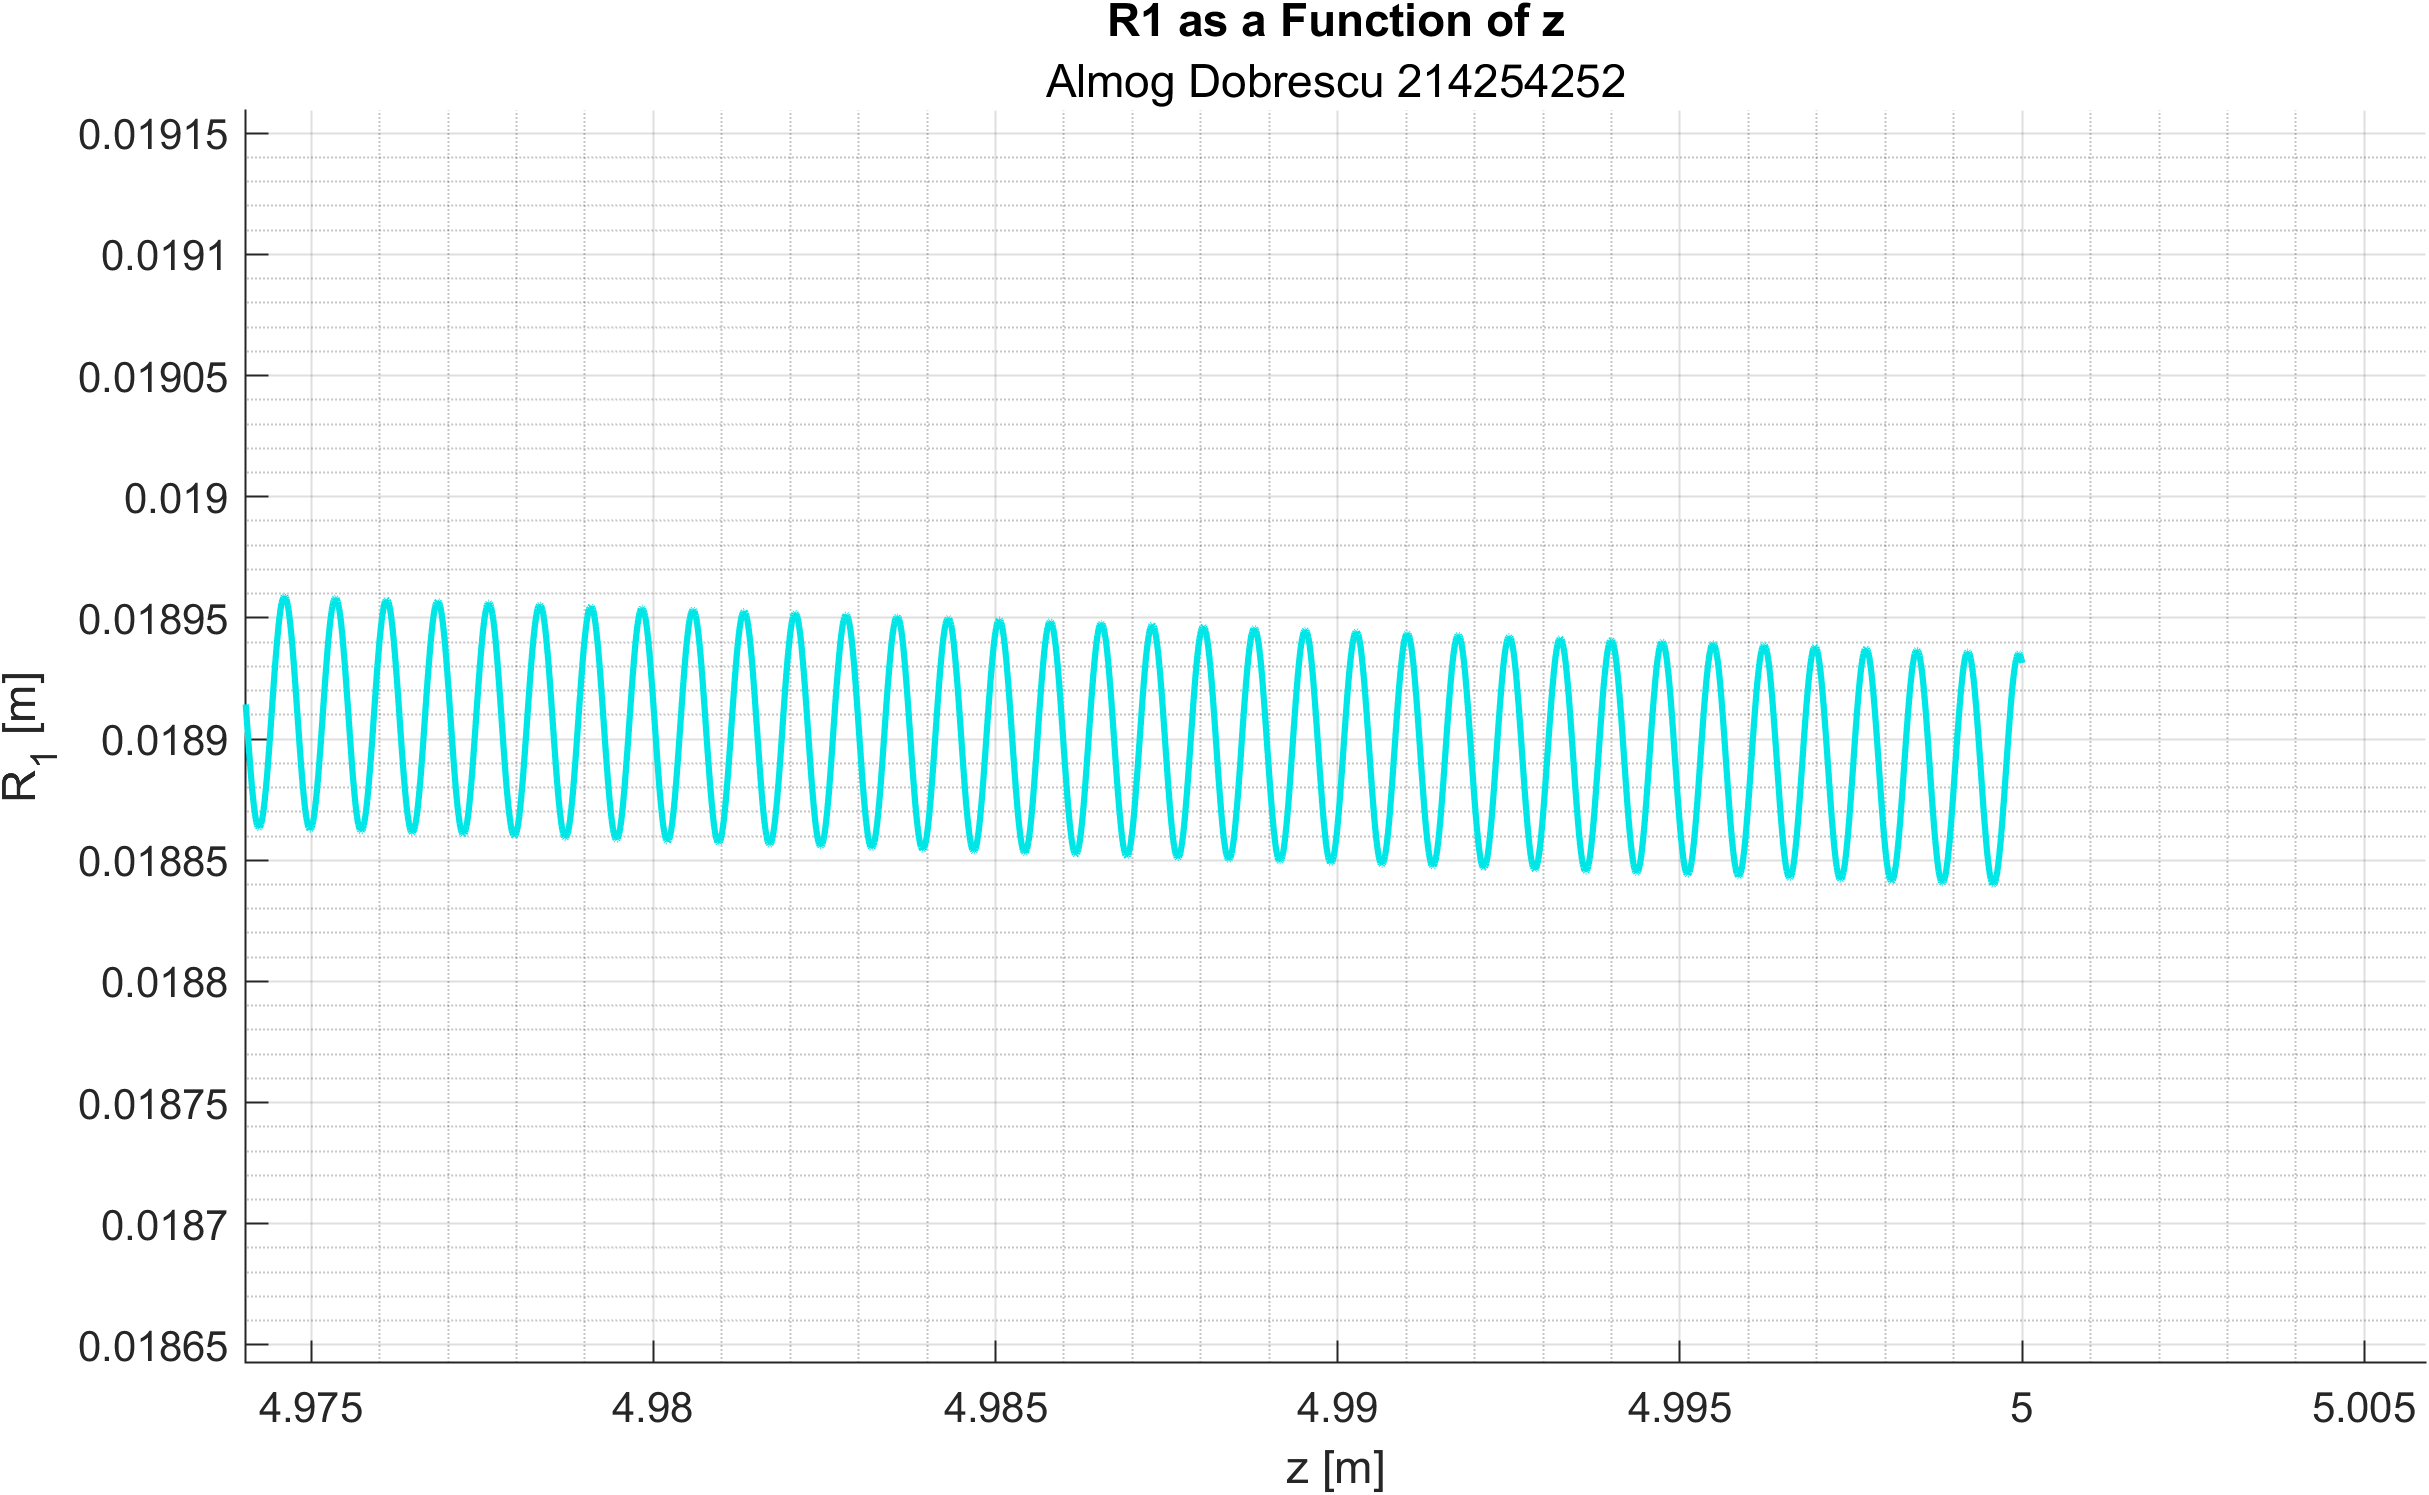 R1 as a Function of z
Almog Dobrescu 214254252
0.01915
0.0191
0.01905
0.019
0.01895
0.0189
0.01885
0.0188
0.01875
0.0187
0.01865
R1 [m]
4.975 4.98 4.985 4.99 4.995 5 5.005
z [m]